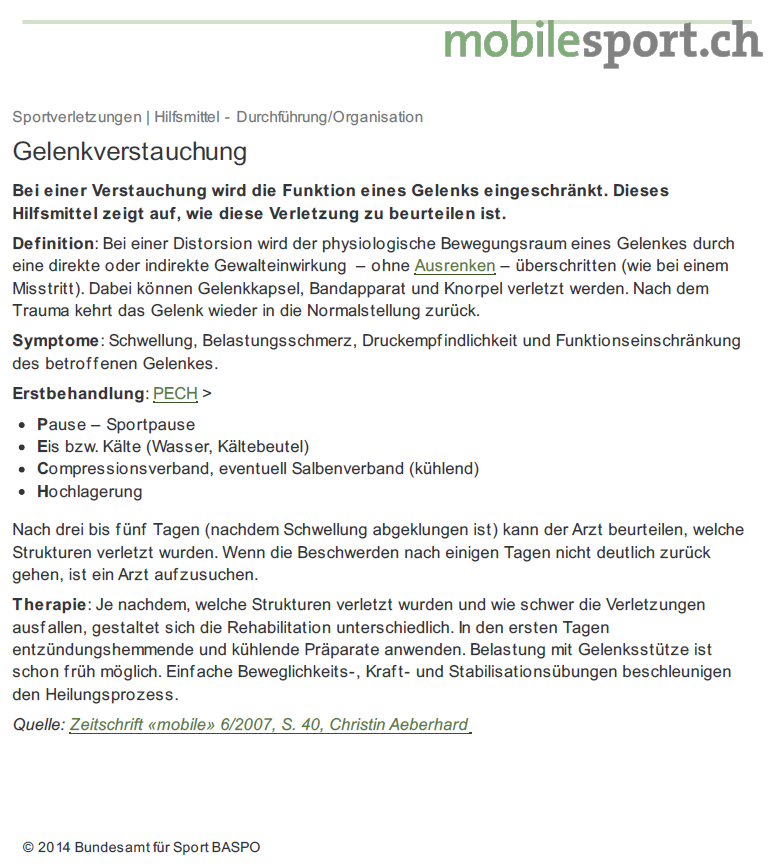 mobilesport.ch
Sportverletzungen | Hilfsmittel - Durchführung/Organisation
Gelenkverstauchung
Bei einer Verstauchung wird die Funktion eines Gelenks eingeschränkt. Dieses
Hilfsmittel zeigt auf, wie diese Verletzung zu beurteilen ist.
Definition: Bei einer Distorsion wird der physiologische Bewegungsraum eines Gelenkes durch
eine direkte oder indirekte Gewalteinwirkung – ohne Ausrenken – überschritten (wie bei einem
Misstritt). Dabei können Gelenkkapsel, Bandapparat und Knorpel verletzt werden. Nach dem
Trauma kehrt das Gelenk wieder in die Normalstellung zurück.
Symptome: Schwellung, Belastungsschmerz, Druckempfindlichkeit und Funktionseinschränkung
des betroffenen Gelenkes.
Erstbehandlung: PECH >
• Pause – Sportpause
• Eis bzw. Kälte (Wasser, Kältebeutel)
• Compressionsverband, eventuell Salbenverband (kühlend)
• Hochlagerung
Nach drei bis fünf Tagen (nachdem Schwellung abgeklungen ist) kann der Arzt beurteilen, welche
Strukturen verletzt wurden. Wenn die Beschwerden nach einigen Tagen nicht deutlich zurück
gehen, ist ein Arzt aufzusuchen.
Therapie: Je nachdem, welche Strukturen verletzt wurden und wie schwer die Verletzungen
ausfallen, gestaltet sich die Rehabilitation unterschiedlich. In den ersten Tagen
entzündungshemmende und kühlende Präparate anwenden. Belastung mit Gelenksstütze ist
schon früh möglich. Einfache Beweglichkeits-, Kraft- und Stabilisationsübungen beschleunigen
den Heilungsprozess.
Quelle: Zeitschrift «mobile» 6/2007, S. 40, Christin Aeberhard
© 2014 Bundesamt für Sport BASPO